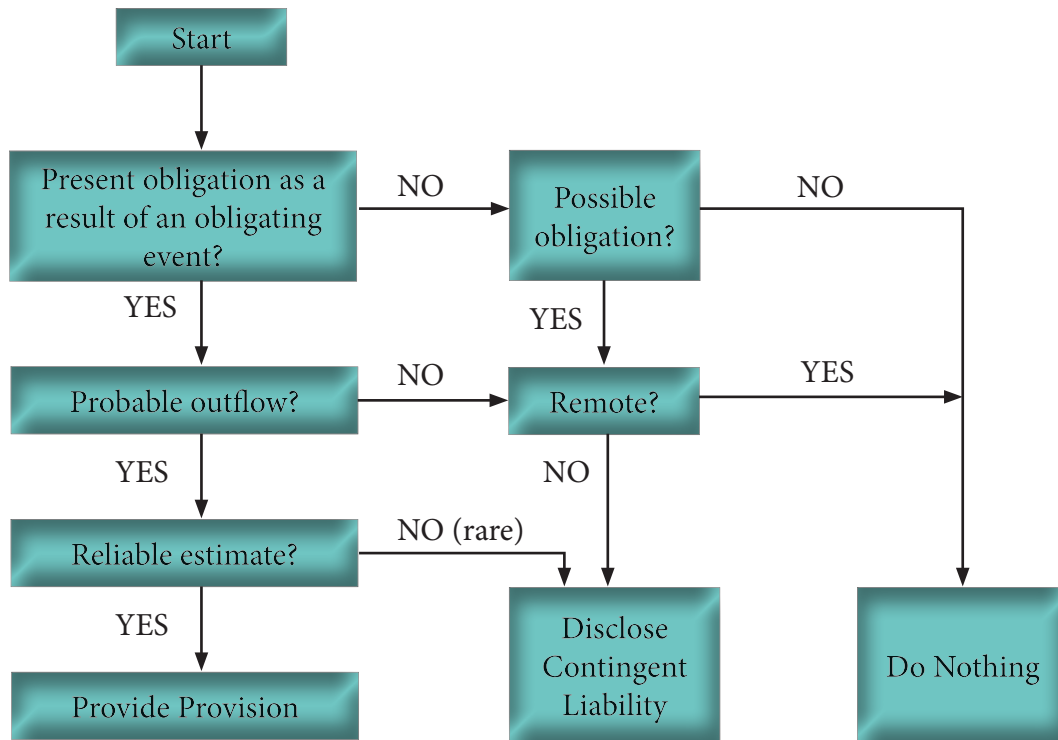 Start
Present obligation as a
result of an obligating
event?
NO
Possible
obligation?
NO
YES
YES
Probable outflow?
NO
Remote?
YES
YES
NO
Reliable estimate?
NO (rare)
YES
Provide Provision
Disclose
Contingent
Liability
Do Nothing